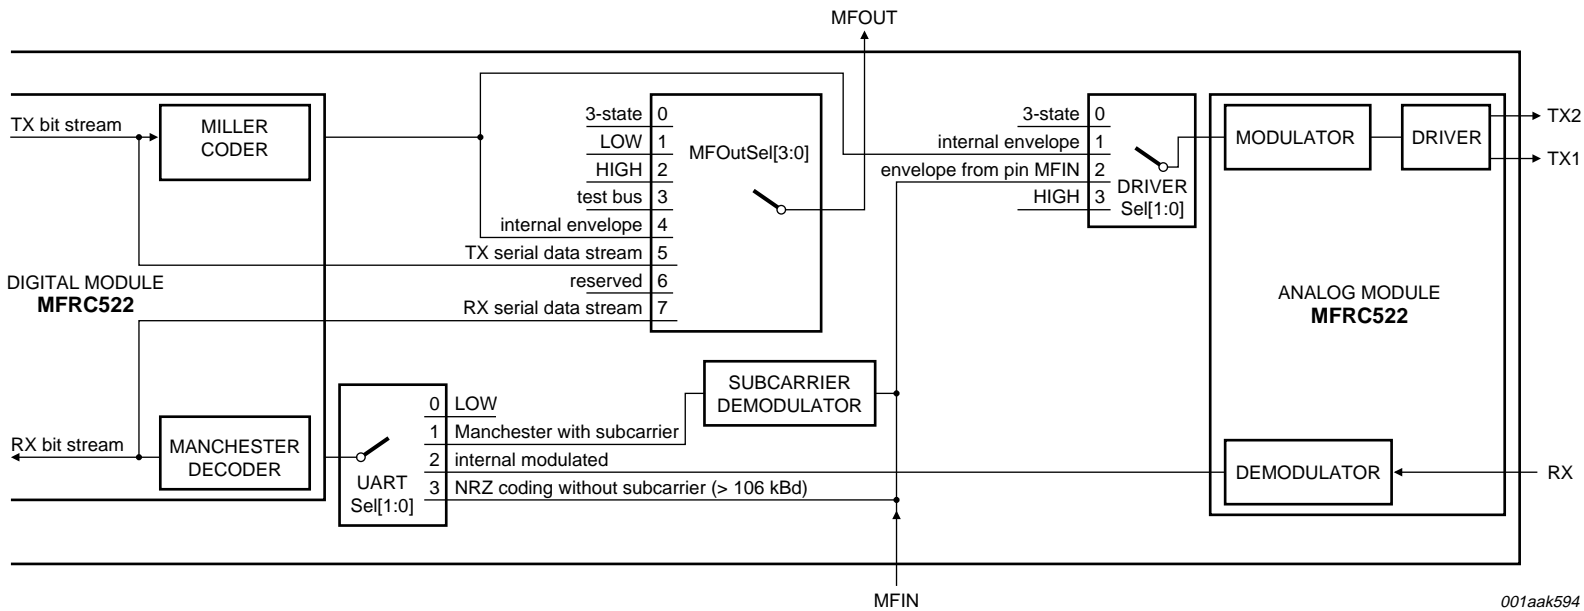 MFOUT
TX bit stream
MILLER
CODER
3-state 0
LOW 1
HIGH 2
test bus 3
internal envelope 4
TX serial data stream 5
reserved 6
RX serial data stream 7
MFOutSel[3:0]
3-state 0
internal envelope 1
envelope from pin MFIN 2
HIGH 3
DRIVER
Sel[1:0]
MODULATOR
DRIVER
TX2
TX1
DIGITAL MODULE
MFRC522
ANALOG MODULE
MFRC522
SUBCARRIER
DEMODULATOR
RX bit stream
MANCHESTER
DECODER
UART
Sel[1:0]
0 LOW
1 Manchester with subcarrier
2 internal modulated
3 NRZ coding without subcarrier (> 106 kBd)
DEMODULATOR
RX
MFIN
001aak594